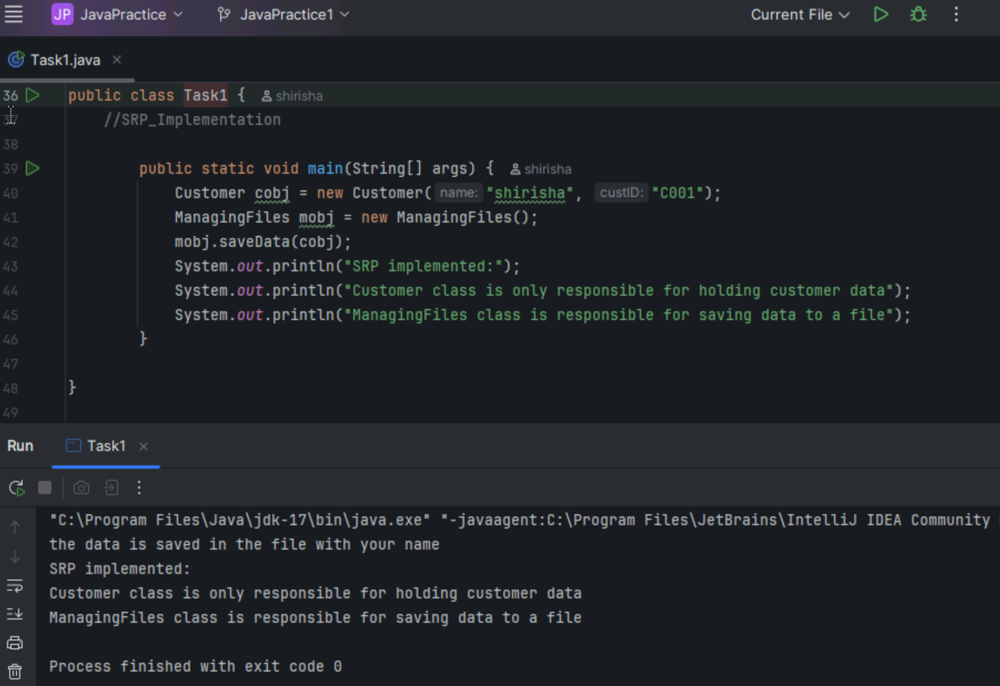 JP JavaPractice JavaPractice1 Current File
Task1.java
36 public class Task1 { shirisha
37 //SRP_Implementation
38
39 public static void main(String[] args) { shirisha
40 Customer cobj = new Customer( name: "shirisha", custID: "C001");
41 ManagingFiles mobj = new ManagingFiles();
42 mobj.saveData(cobj);
43 System.out.println("SRP implemented:");
44 System.out.println("Customer class is only responsible for holding customer data");
45 System.out.println("ManagingFiles class is responsible for saving data to a file");
46 }
47
48 }
49
Run Task1
"C:\Program Files\Java\jdk-17\bin\java.exe" "-javaagent:C:\Program Files\JetBrains\IntelliJ IDEA Community
the data is saved in the file with your name
SRP implemented:
Customer class is only responsible for holding customer data
ManagingFiles class is responsible for saving data to a file
Process finished with exit code 0